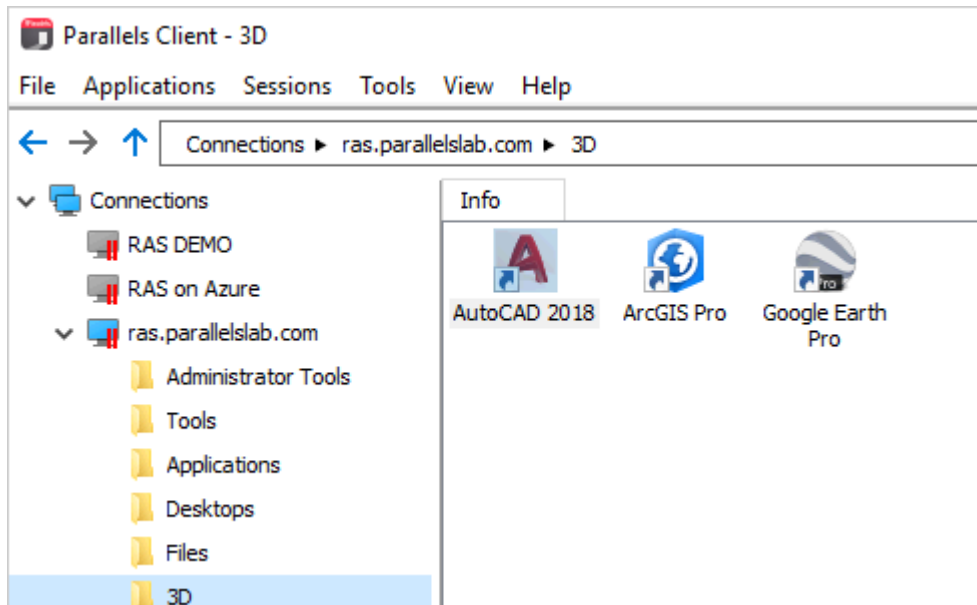 Parallels Client - 3D
File Applications Sessions Tools View Help
Connections ▸ ras.parallelslab.com ▸ 3D
Connections
RAS DEMO
RAS on Azure
ras.parallelslab.com
Administrator Tools
Tools
Applications
Desktops
Files
3D
Info
AutoCAD 2018
ArcGIS Pro
Google Earth
Pro